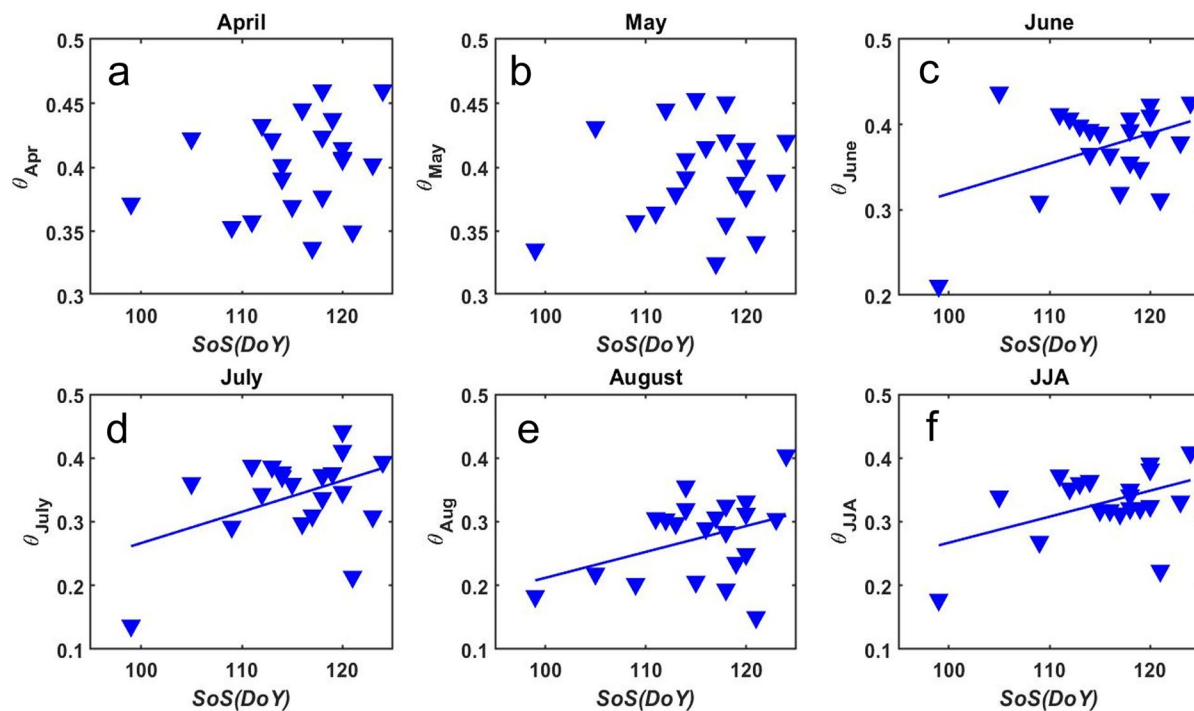 April
a
0.5
0.45
0.4
0.35
0.3
θApr
100 110 120
SoS(DoY)
May
b
0.5
0.45
0.4
0.35
0.3
θMay
100 110 120
SoS(DoY)
June
c
0.5
0.4
0.3
0.2
θJune
100 110 120
SoS(DoY)
July
d
0.5
0.4
0.3
0.2
0.1
θJuly
100 110 120
SoS(DoY)
August
e
0.5
0.4
0.3
0.2
0.1
θAug
100 110 120
SoS(DoY)
JJA
f
0.5
0.4
0.3
0.2
0.1
θJJA
100 110 120
SoS(DoY)